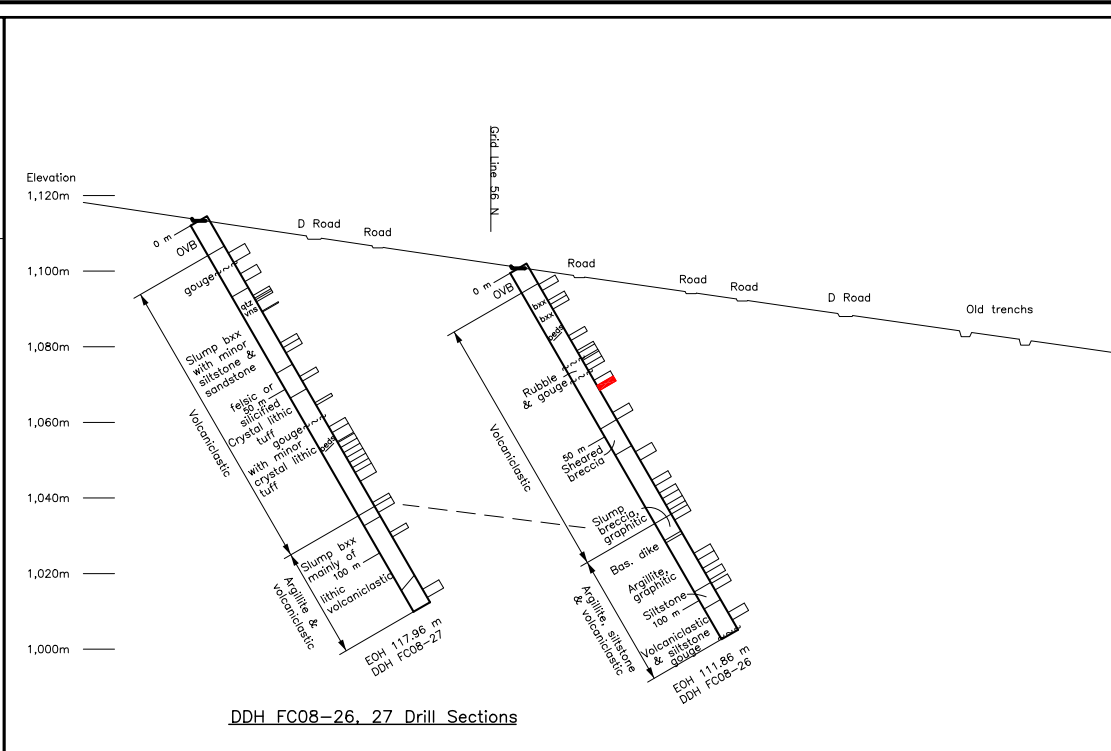 Grid Line 56 N
Elevation
1,120m
1,100m
1,080m
1,060m
1,040m
1,020m
1,000m
D Road
Road
Road
Road
Road
D Road
Old trenchs
0 m
OVB
gouge
qtz
vns
Slump bxx
with minor
siltstone &
sandstone
felsic or
50 m
silicified
Crystal lithic
tuff
gouge
with minor
crystal lithic
tuff
beds
Volcaniclastic
Slump bxx
mainly of
100 m
lithic
volcaniclastic
Argillite &
volcaniclastic
EOH 117.96 m
DDH FC08-27
0 m
OVB
bxx
bxx
beds
Rubble
& gouge
50 m
Sheared
breccia
Volcaniclastic
Slump
breccia,
graphitic
Bas. dike
Argillite,
graphitic
Siltstone
100 m
Volcaniclastic
& siltstone
gouge
Argillite, siltstone
& volcaniclastic
EOH 111.86 m
DDH FC08-26
DDH FC08-26, 27 Drill Sections